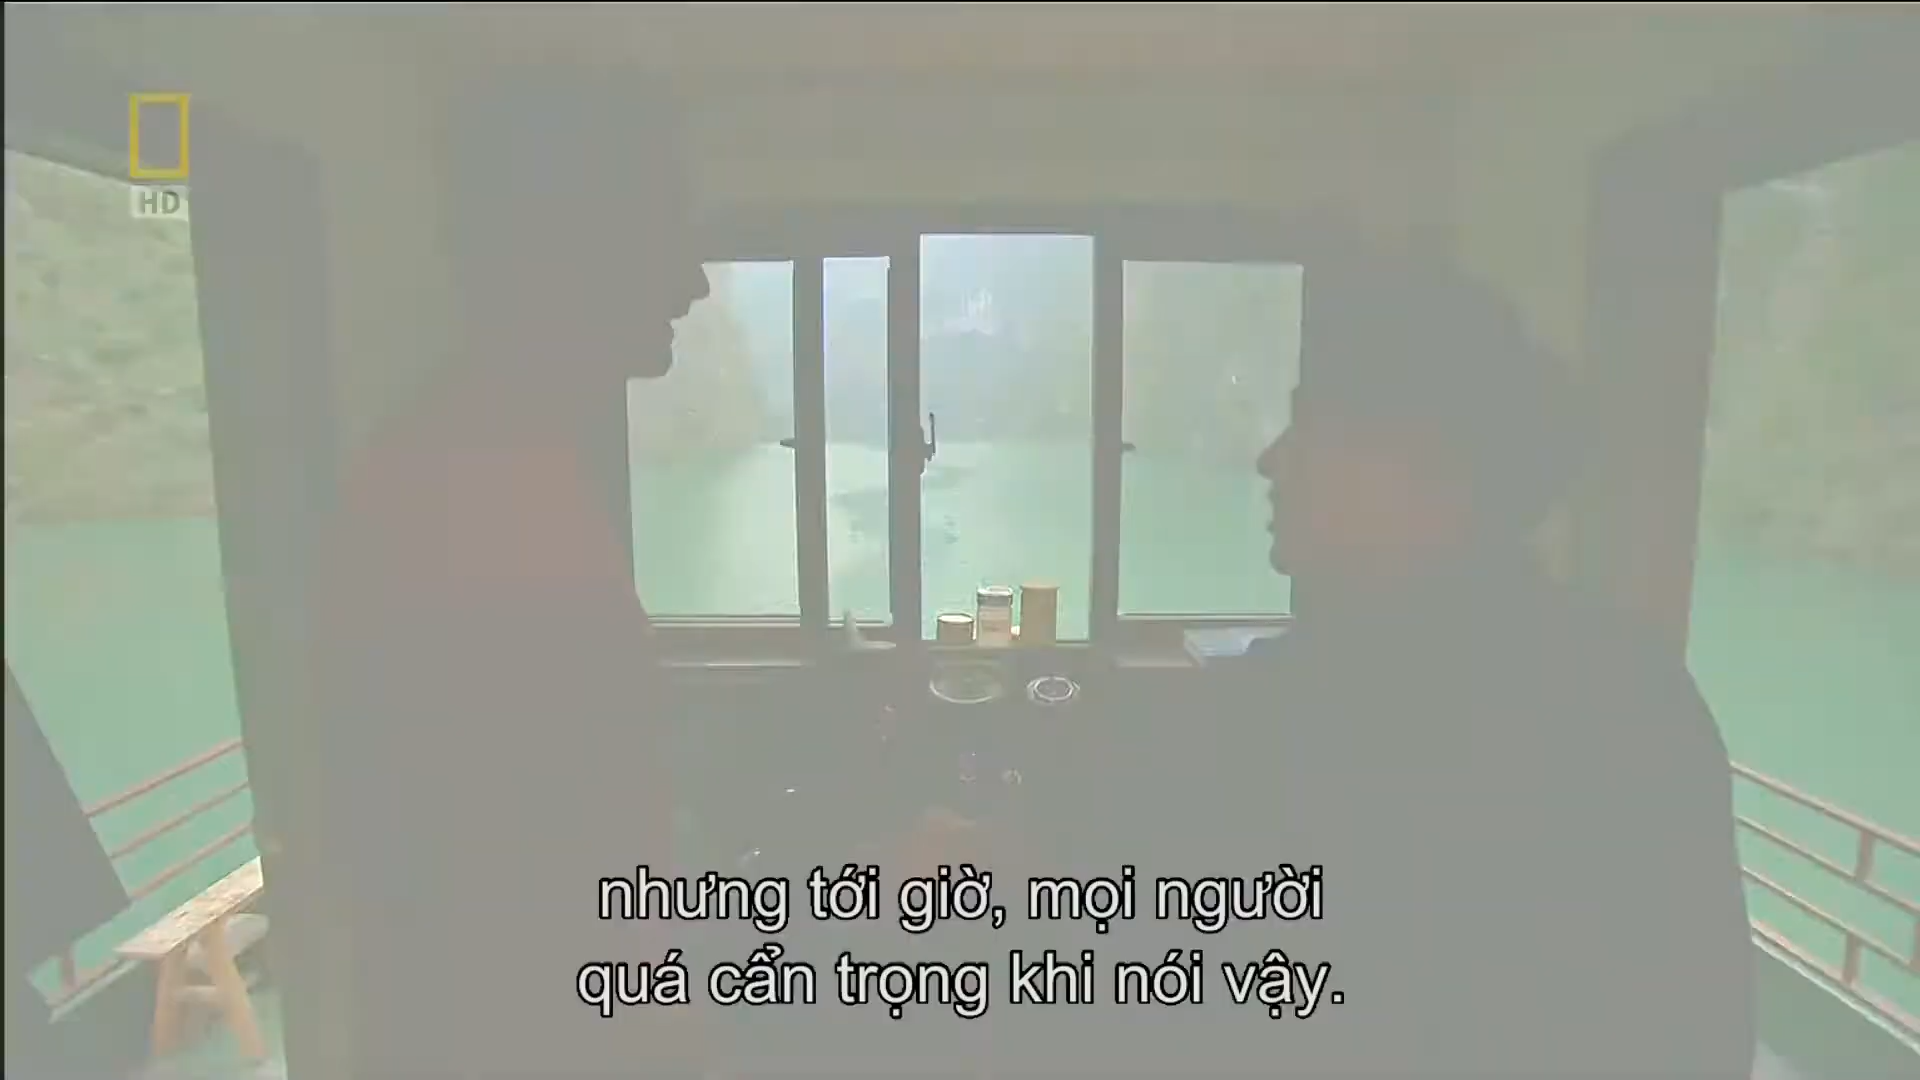 HD
nhưng tới giờ, mọi người
quá cẩn trọng khi nói vậy.